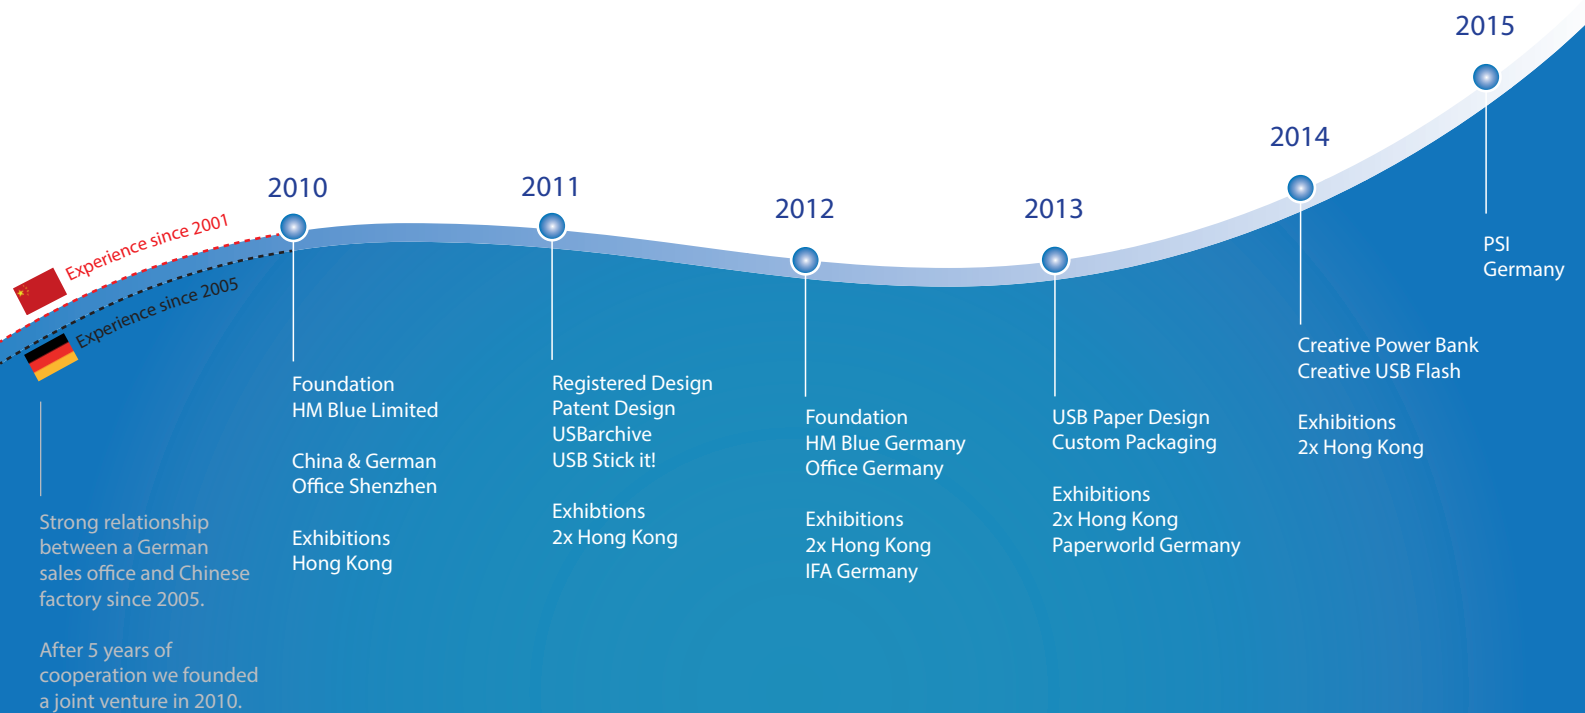 Experience since 2001
Experience since 2005
Strong relationship
between a German
sales office and Chinese
factory since 2005.
After 5 years of
cooperation we founded
a joint venture in 2010.
2010
Foundation
HM Blue Limited
China & German
Office Shenzhen
Exhibitions
Hong Kong
2011
Registered Design
Patent Design
USBarchive
USB Stick it!
Exhibtions
2x Hong Kong
2012
Foundation
HM Blue Germany
Office Germany
Exhibitions
2x Hong Kong
IFA Germany
2013
USB Paper Design
Custom Packaging
Exhibitions
2x Hong Kong
Paperworld Germany
2014
Creative Power Bank
Creative USB Flash
Exhibitions
2x Hong Kong
2015
PSI
Germany